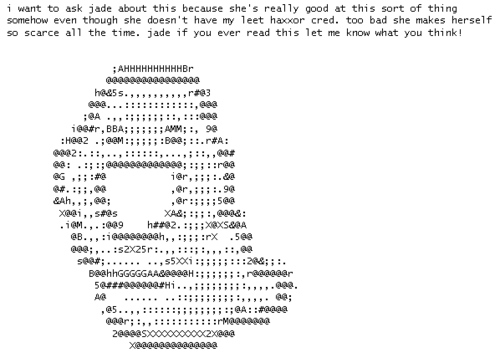 i want to ask jade about this because she's really good at this sort of thing
somehow even though she doesn't have my leet haxxor cred. too bad she makes herself
so scarce all the time. jade if you ever read this let me know what you think!
;AHHHHHHHHHHBr
@@@@@@@@@@@@@@@@
h@&5s.,,,,,,,,,,r#@3
@@@...::::::::::::,@@@
;@A .,,:;;;;;;::,:::@@@
i@@#r,BBA;;;;;;;AMM;:, 9@
:H@@2 .;@@M:;;;;;:B@@;::.r#A:
@@@2:.::,..,::::::,...,;::,,@@#
@@: .:;:;@@@@@@@@@@@@@;:;;::r@@
@G ,;;:#@ i@r,;;;:.&@
@#.:;;,@@ ,@r,;;;:.9@
&Ah,,;,@@; ,@r:;;;;5@@
X@@i,,s#@s XA&;:;;:,@@@&:
.i@M.,.:@@9 h##@2.:;;;X@XS&@A
@B.,,:i@@@@@@@@h,,:;;;:rX .5@@
@@@;,..:s2X25r:.,,:::;:,,,::,@@
s@@#;...... ..,s5XXi:;;;;;:::2@&;;:.
B@@hhGGGGGAA&@@@@H:;;;;;;:,r@@@@@@r
5@###@@@@@@#Hi..,;;;;;;;;:,,,,.@@@.
A@ ...... ..::;;;;;;;;:,,,,. @@;
,@5..,,::::::;;;;;;;;:;@A::#@@@@
@@@r;:,,:::::::::::rM@@@@@@@
2@@@@SXXXXXXXXXX2X@@@
X@@@@@@@@@@@@@@